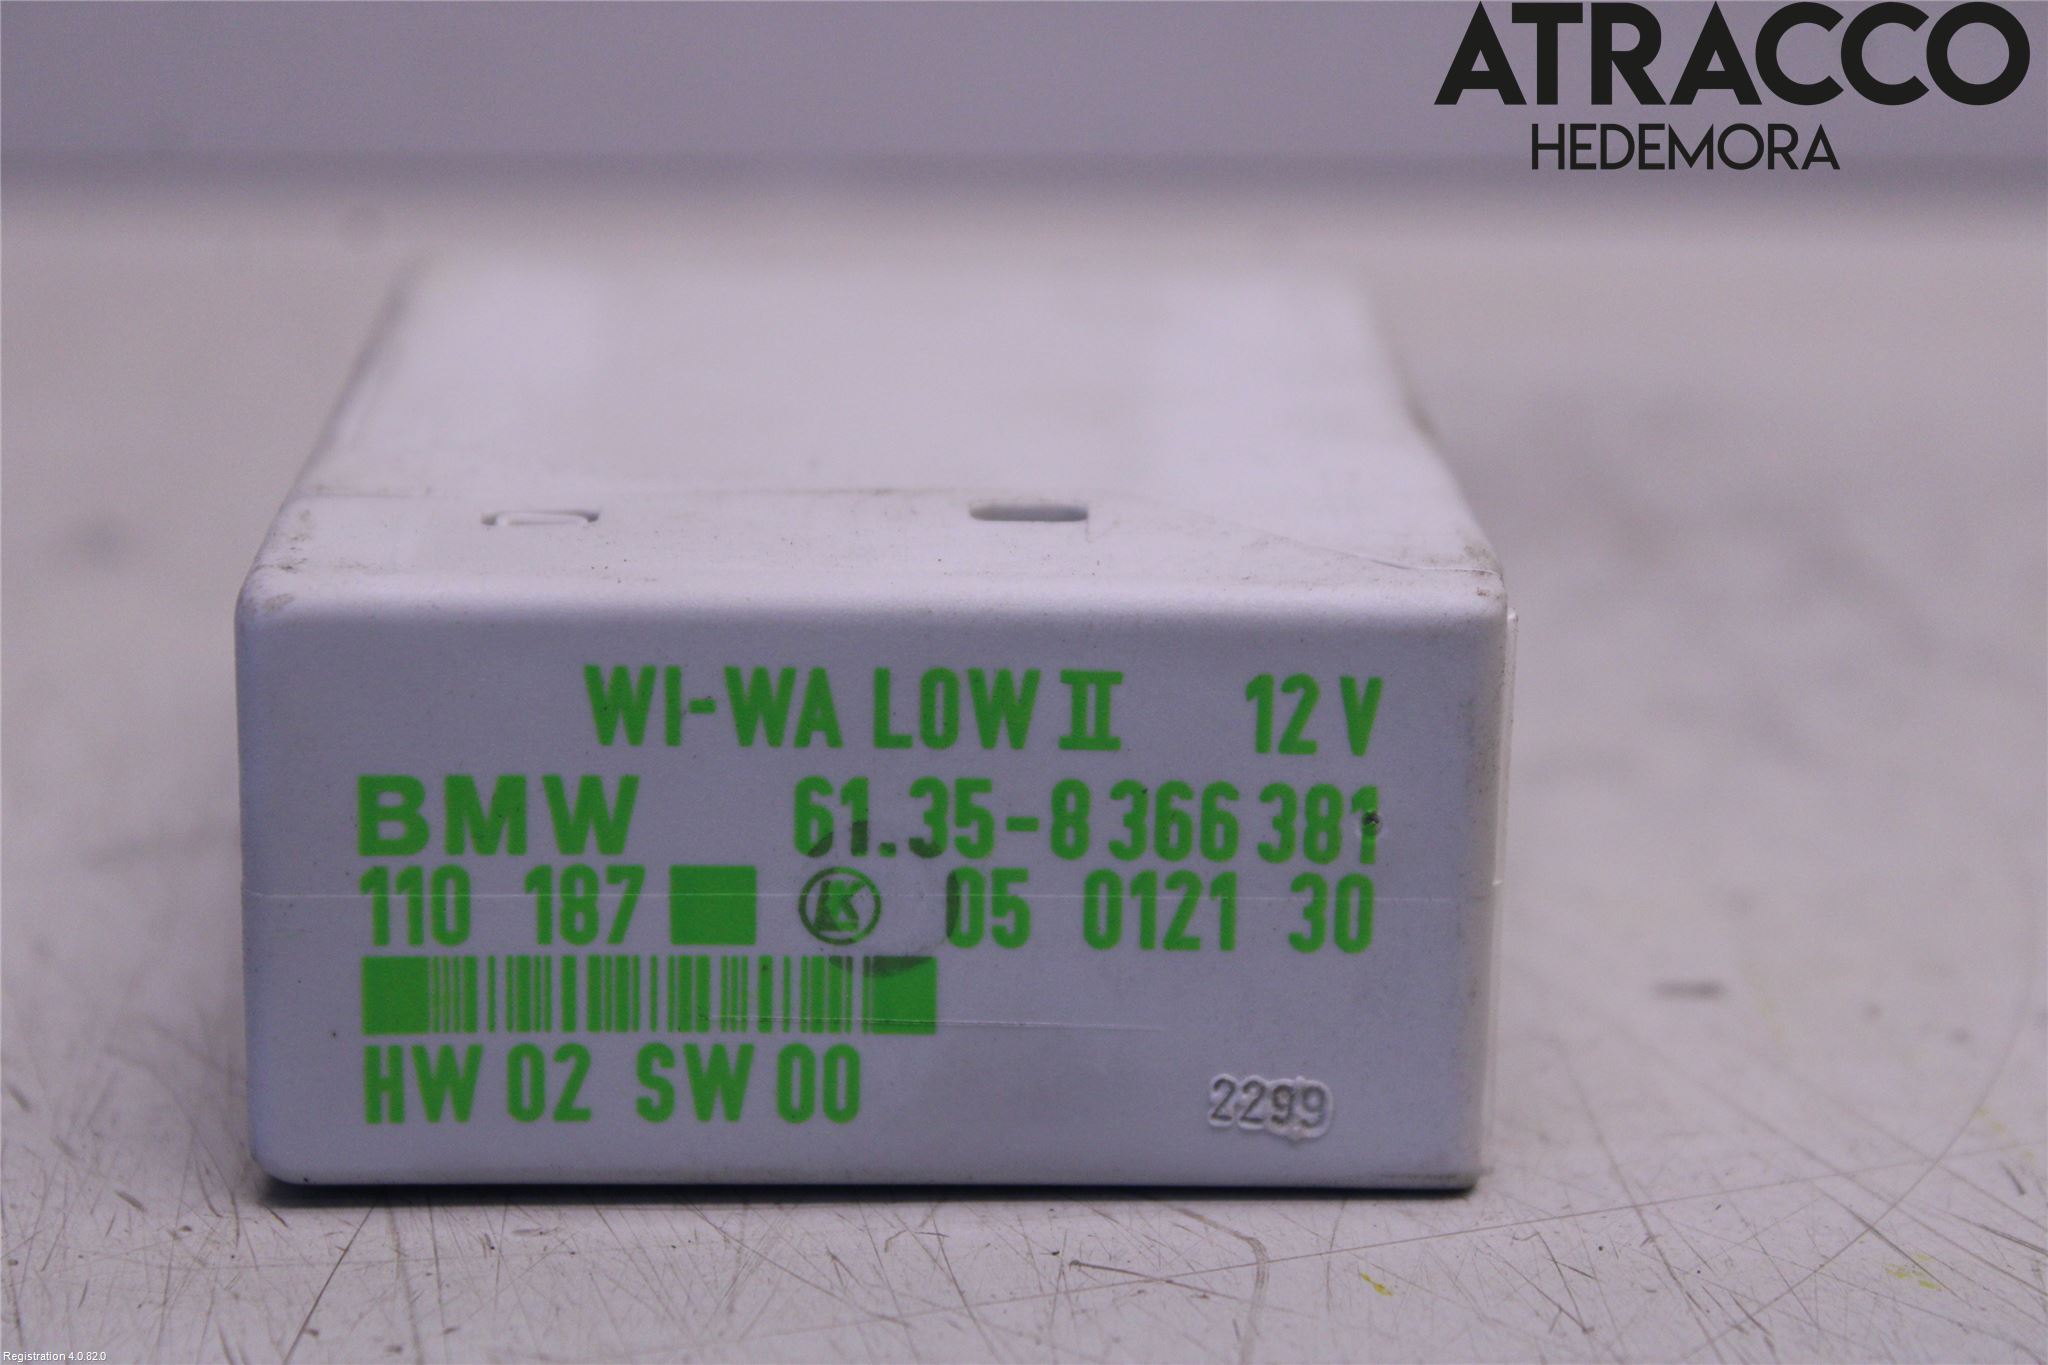 ATRACCO
HEDEMORA
WI-WA LOW II 12 V
BMW 61.35-8 366 381
110 187 K 05 0121 30
HW 02 SW 00
2299
Registration 4.0.82.0